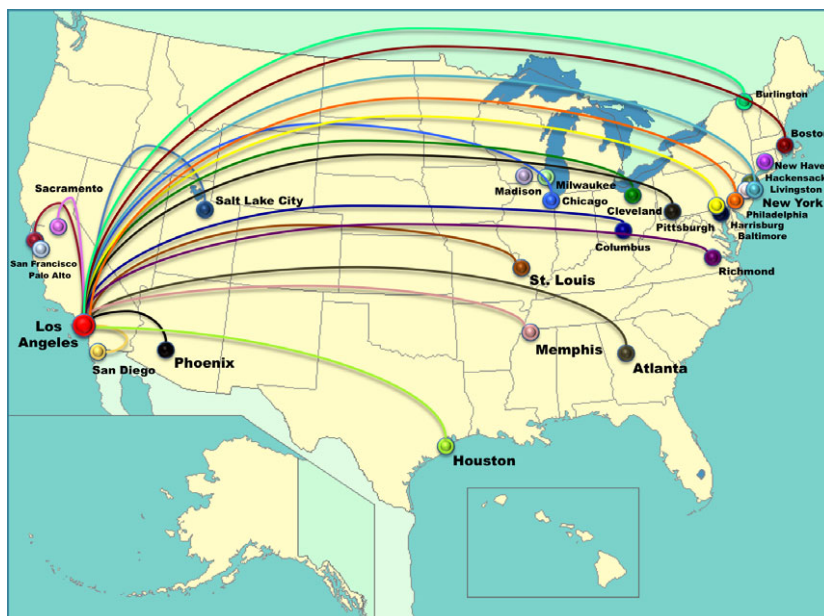 Burlington
Boston
New Have
Hackensack
Livingston
New York
Philadelphia
Harrisburg
Baltimore
Sacramento
Salt Lake City
Madison
Milwaukee
Chicago
Cleveland
Pittsburgh
Columbus
Richmond
San Francisco
Palo Alto
St. Louis
Los
Angeles
San Diego
Phoenix
Memphis
Atlanta
Houston